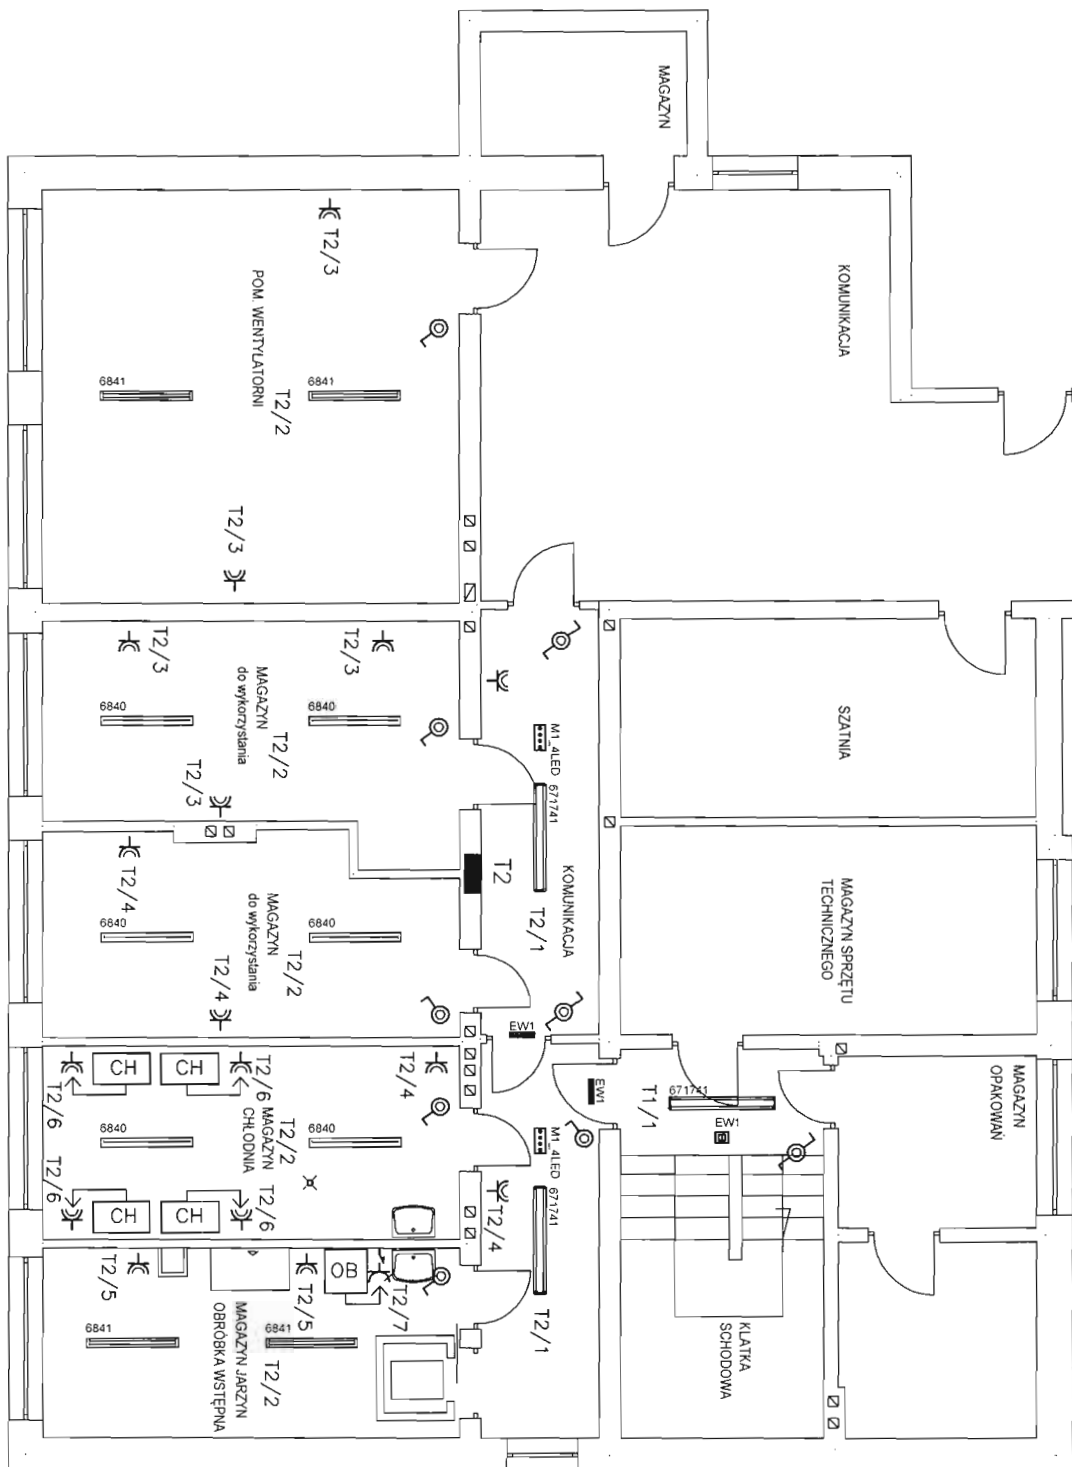 MAGAZYN
KOMUNIKACJA
T2/3
POM. WENTYLATORNI
T2/2
6841
6841
T2/3
T2/3
T2/3
MAGAZYN
do wykorzystania
T2/2
6840
6840
T2/3
M1_4LED
671741
SZATNIA
T2
T2/1
KOMUNIKACJA
MAGAZYN SPRZĘTU
TECHNICZNEGO
T2/4
6840
6840
MAGAZYN
do wykorzystania
T2/2
T2/4
EW1
EW1
T1/1
671741
EW1
MAGAZYN
OPAKOWAŃ
CH
CH
T2/6
T2/6
T2/4
MAGAZYN
CHŁODNIA
T2/2
6840
6840
M1_4LED
671741
T2/6
T2/6
CH
CH
T2/4
T2/5
OB
T2/5
T2/7
T2/1
6841
6841
MAGAZYN JARZYN
OBRÓBKA WSTĘPNA
T2/2
KLATKA
SCHODOWA